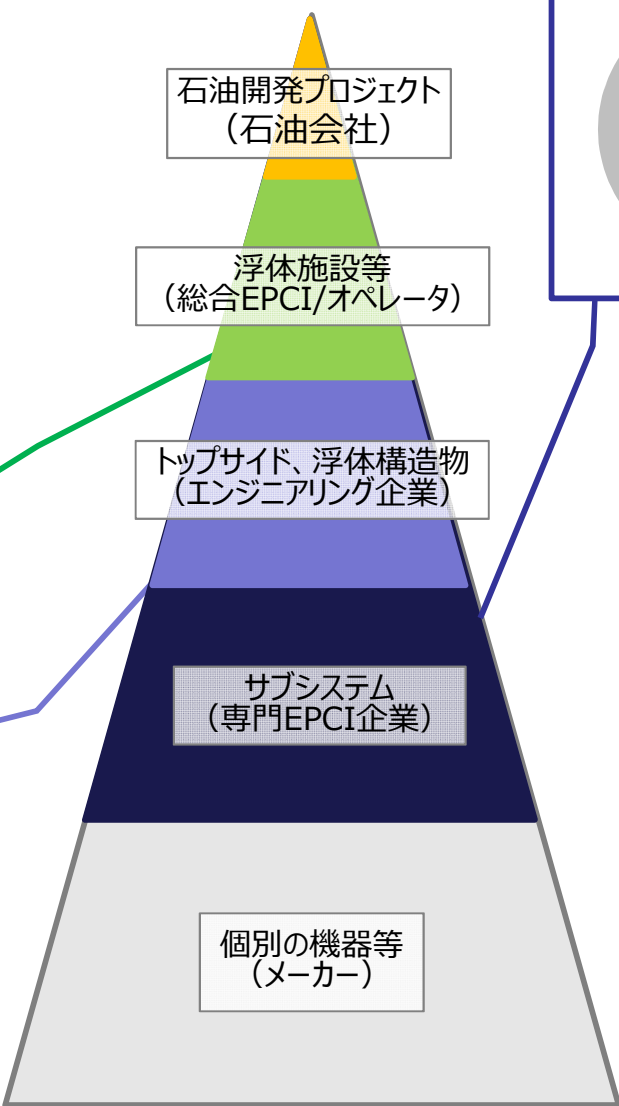 石油開発プロジェクト
（石油会社）
浮体施設等
（総合EPCI/オペレータ）
トップサイド、浮体構造物
（エンジニアリング企業）
サブシステム
（専門EPCI企業）
個別の機器等
（メーカー）